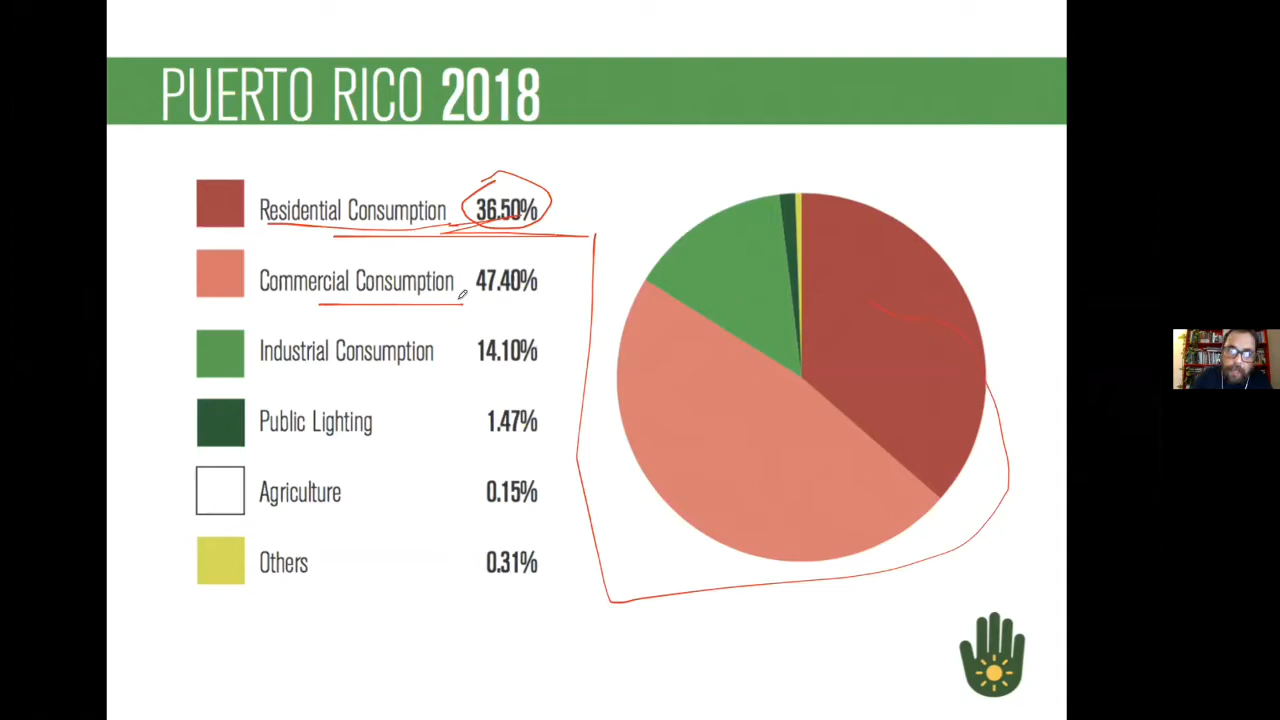 PUERTO RICO 2018
Residential Consumption 36.50%
Commercial Consumption 47.40%
Industrial Consumption 14.10%
Public Lighting 1.47%
Agriculture 0.15%
Others 0.31%